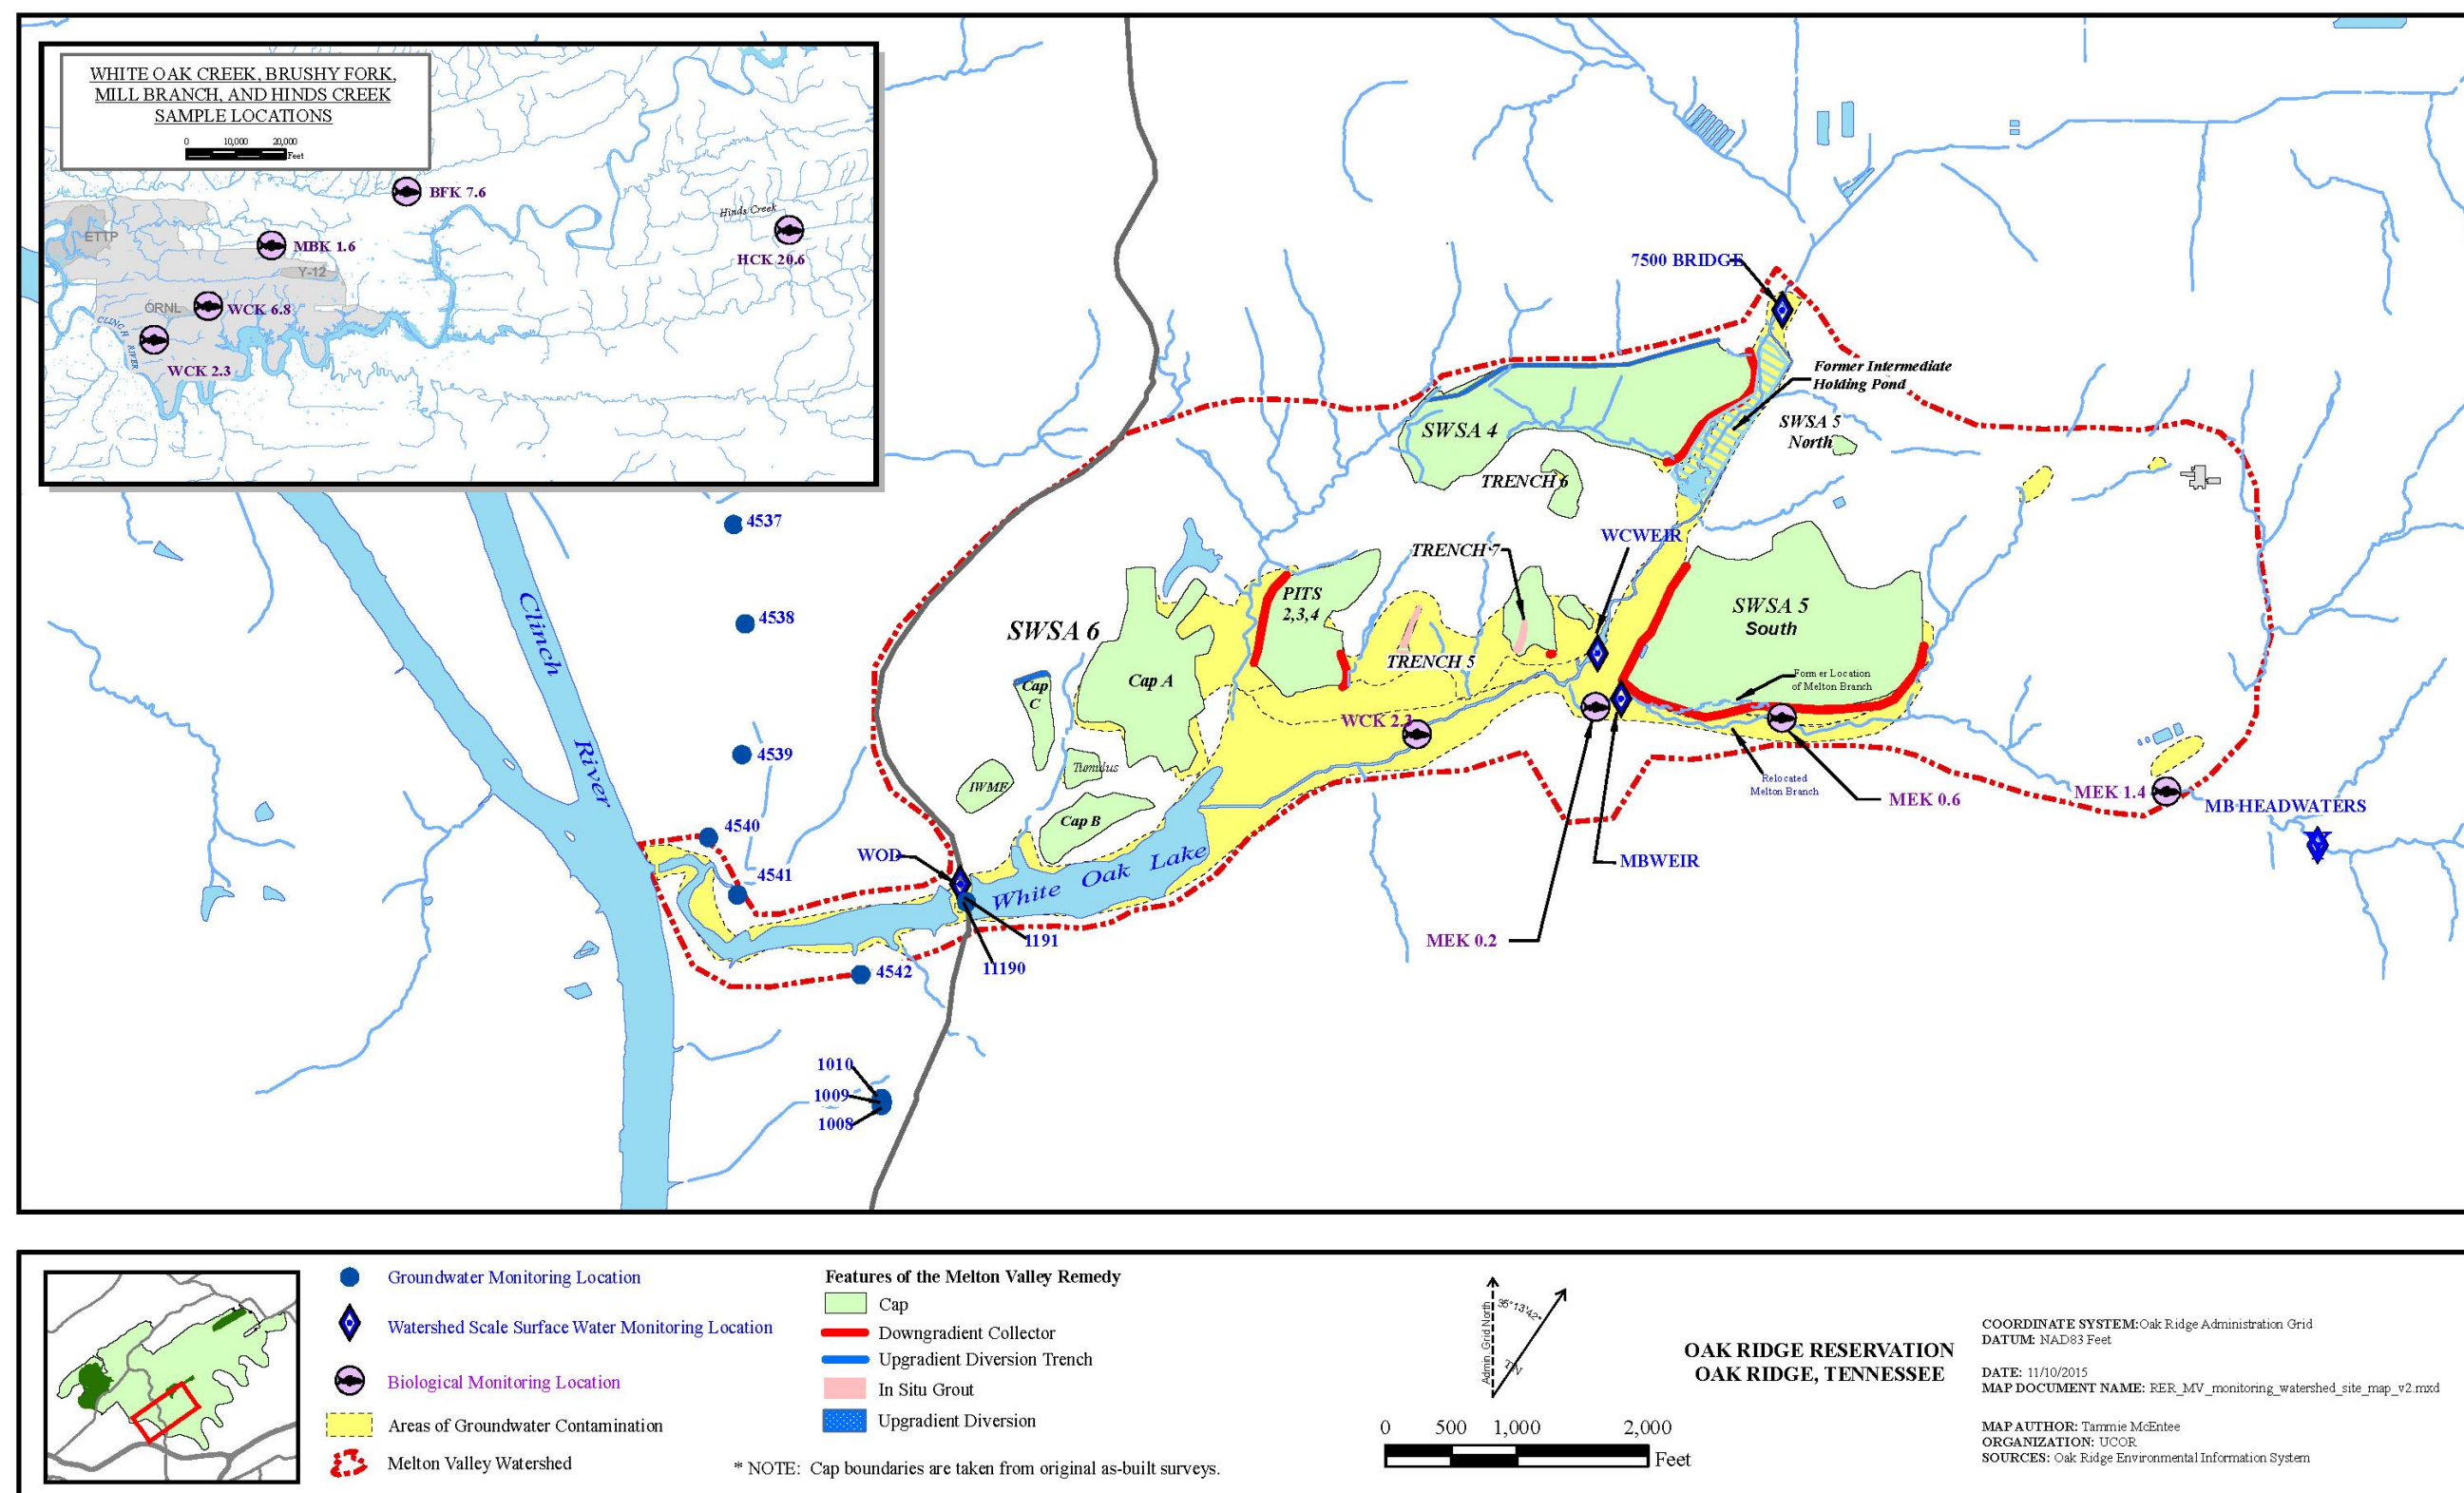 WHITE OAK CREEK, BRUSHY FORK,
MILL BRANCH, AND HINDS CREEK
SAMPLE LOCATIONS
0 10,000 20,000
Feet
BFK 7.6
Hinds Creek
HCK 20.6
ETTP
MBK 1.6
Y-12
ORNL
WCK 6.8
CLINCH
RIVER
WCK 2.3
7500 BRIDGE
Former Intermediate
Holding Pond
SWSA 4
SWSA 5
North
TRENCH 6
4537
WCWEIR
TRENCH 7
Clinch
River
PITS
2,3,4
SWSA 5
South
4538
SWSA 6
TRENCH 5
Cap A
Cap
C
Former Location
of Melton Branch
WCK 2.3
4539
Tumulus
IWMF
Relocated
Melton Branch
MEK 0.6
MEK 1.4
MB HEADWATERS
Cap B
4540
WOD
MBWEIR
4541
White Oak Lake
1191
MEK 0.2
11190
4542
1010
1009
1008
Groundwater Monitoring Location
Watershed Scale Surface Water Monitoring Location
Biological Monitoring Location
Areas of Groundwater Contamination
Melton Valley Watershed
Features of the Melton Valley Remedy
Cap
Downgradient Collector
Upgradient Diversion Trench
In Situ Grout
Upgradient Diversion
* NOTE: Cap boundaries are taken from original as-built surveys.
Admin Grid North
35°13'42"
TN
0 500 1,000 2,000
Feet
OAK RIDGE RESERVATION
OAK RIDGE, TENNESSEE
COORDINATE SYSTEM:Oak Ridge Administration Grid
DATUM: NAD83 Feet
DATE: 11/10/2015
MAP DOCUMENT NAME: RER_MV_monitoring_watershed_site_map_v2.mxd
MAP AUTHOR: Tammie McEntee
ORGANIZATION: UCOR
SOURCES: Oak Ridge Environmental Information System